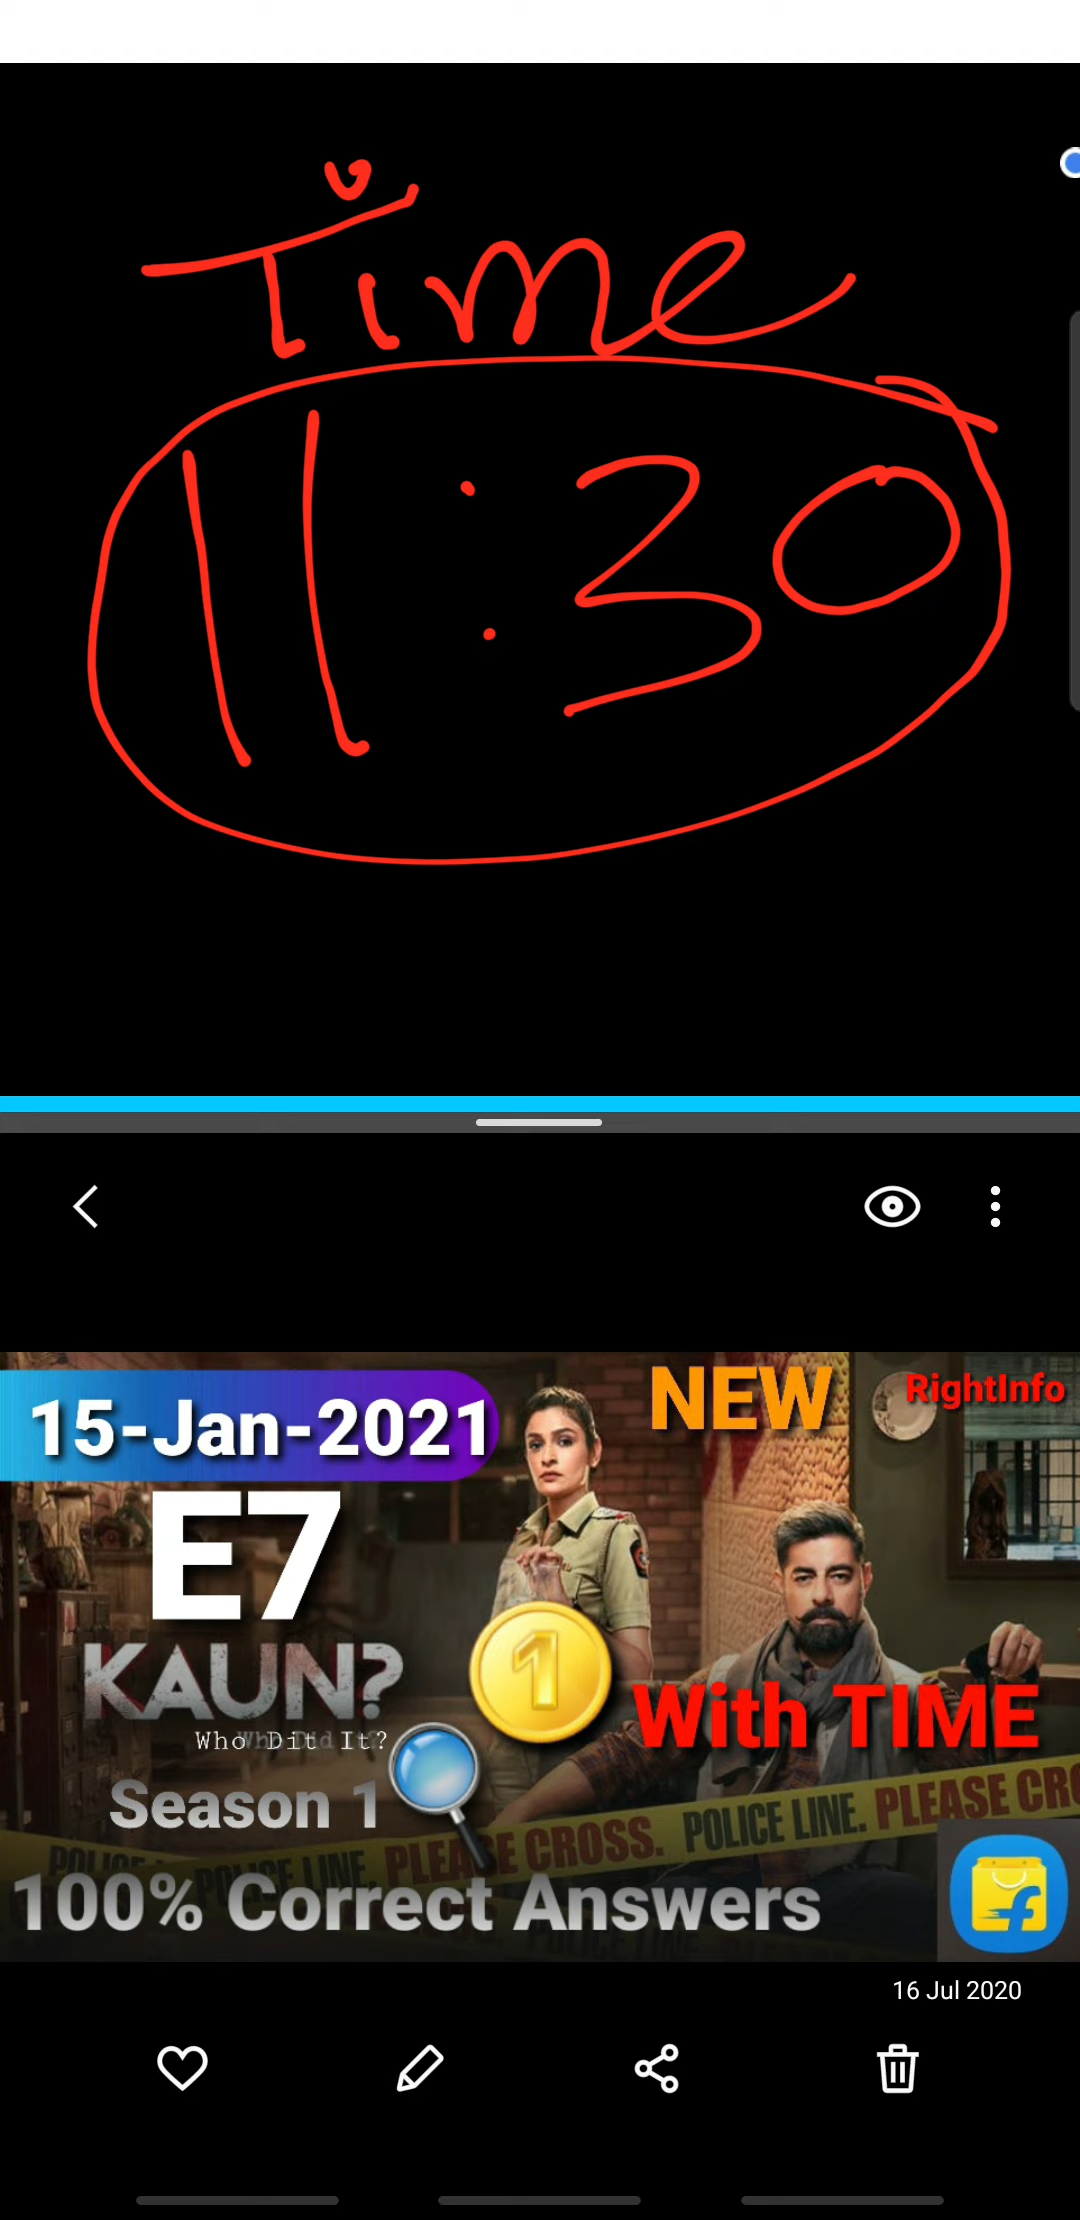 Time
11:30
15-Jan-2021
NEW
RightInfo
E7
KAUN?
Who Dit It?
1
With TIME
Season 1
POLICE LINE. PLEASE CROSS. POLICE LINE. PLEASE CRO
100% Correct Answers
16 Jul 2020